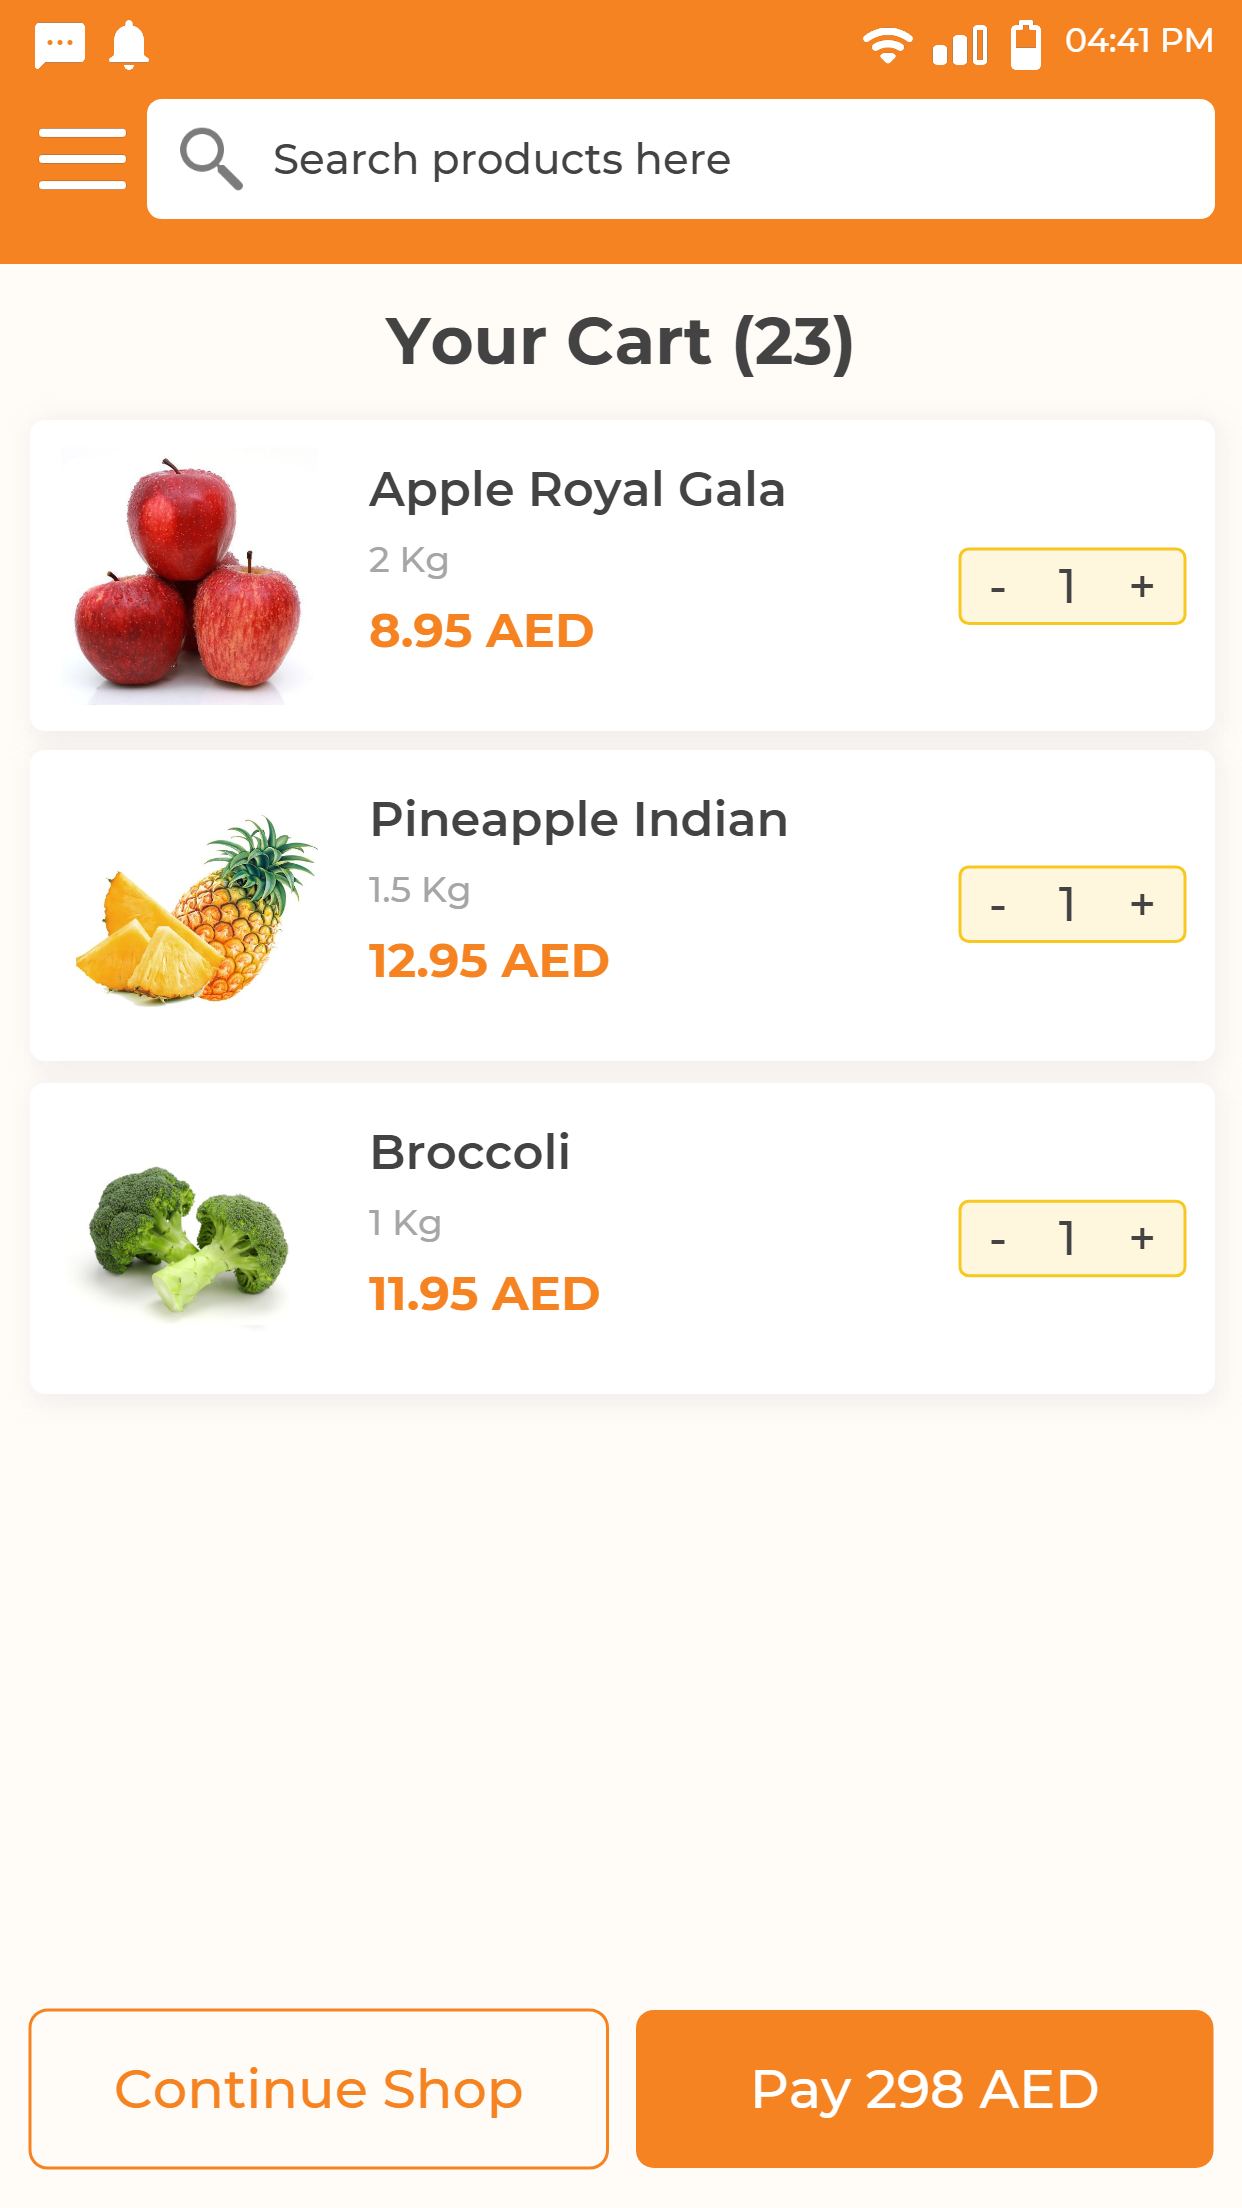 04:41 PM
Search products here
Your Cart (23)
Apple Royal Gala
2 Kg
8.95 AED
- 1 +
Pineapple Indian
1.5 Kg
12.95 AED
- 1 +
Broccoli
1 Kg
11.95 AED
- 1 +
Continue Shop
Pay 298 AED